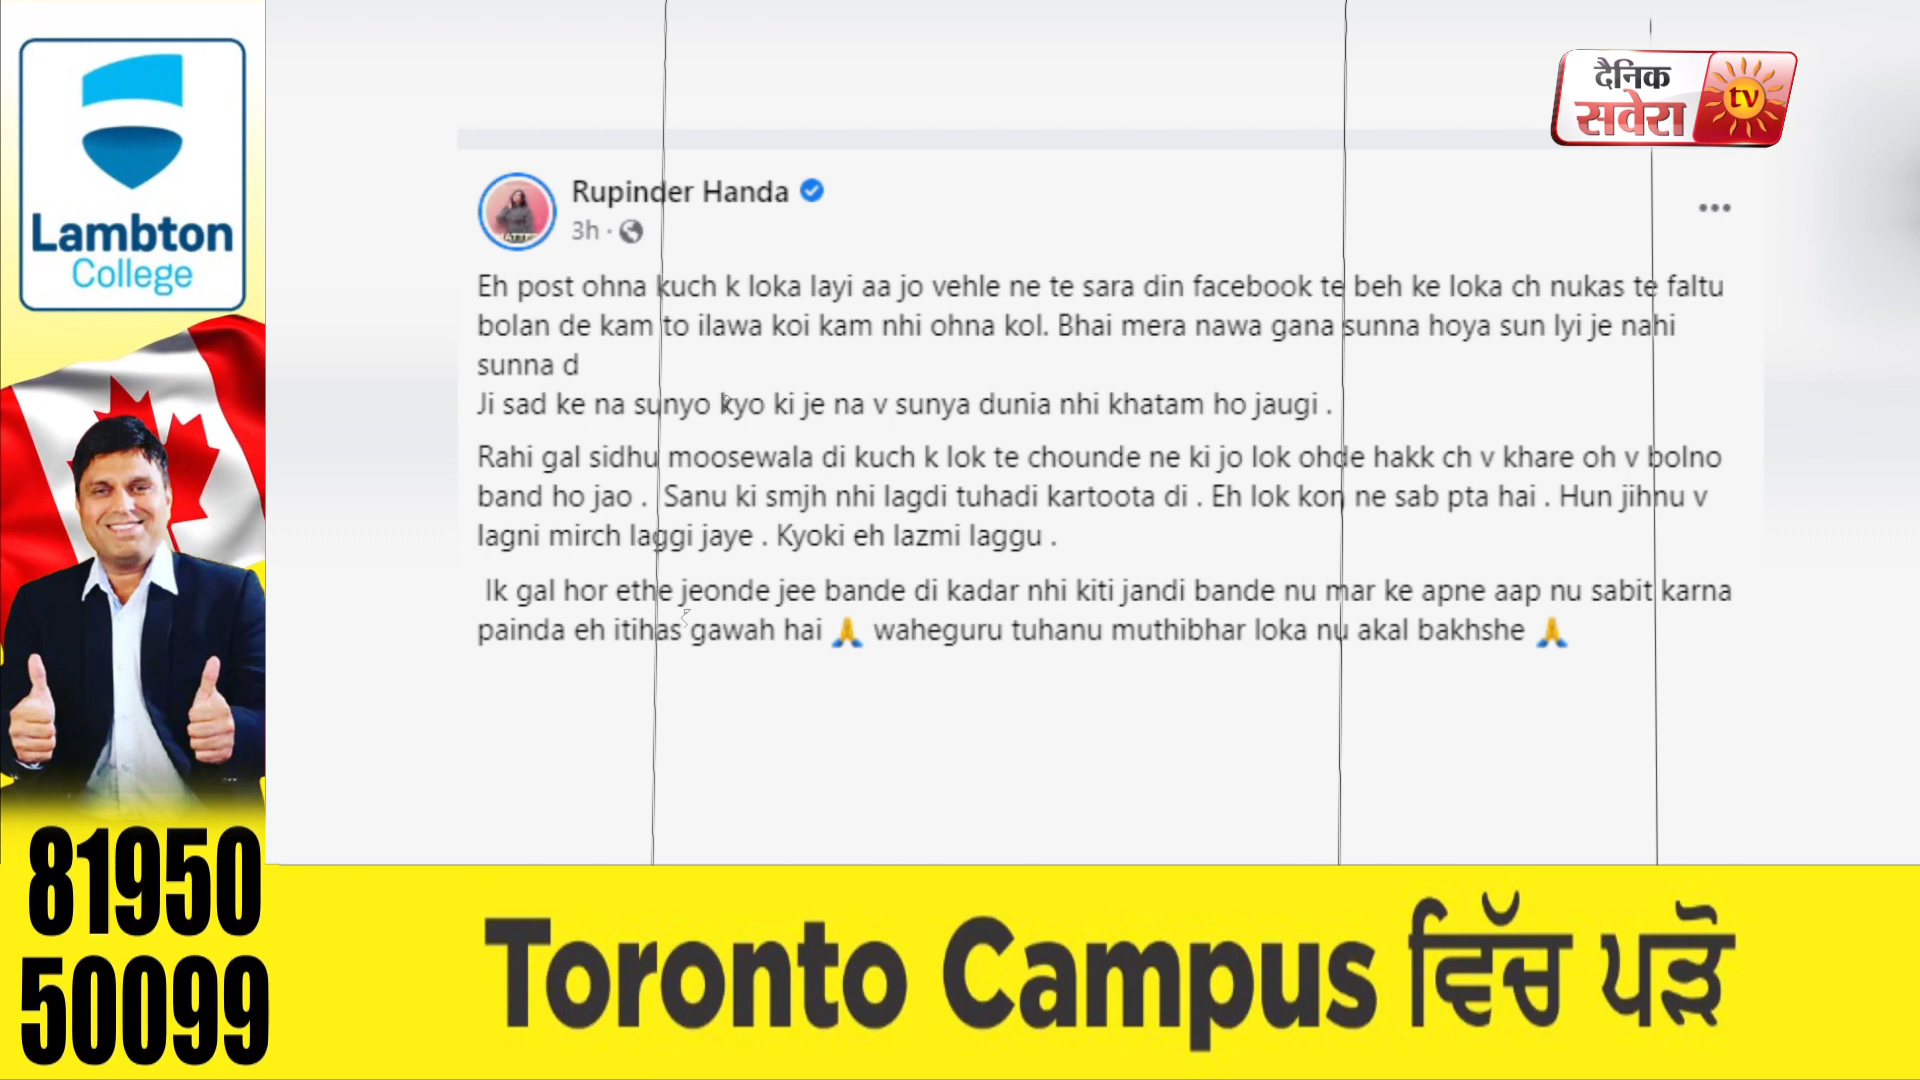 Lambton
College
दैनिक
सवेरा
tv
Rupinder Handa
3h ·
Eh post ohna kuch k loka layi aa jo vehle ne te sara din facebook te beh ke loka ch nukas te faltu
bolan de kam to ilawa koi kam nhi ohna kol. Bhai mera nawa gana sunna hoya sun lyi je nahi
sunna d
Ji sad ke na sunyo kyo ki je na v sunya dunia nhi khatam ho jaugi .
Rahi gal sidhu moosewala di kuch k lok te chounde ne ki jo lok ohde hakk ch v khare oh v bolno
band ho jao . Sanu ki smjh nhi lagdi tuhadi kartoota di . Eh lok kon ne sab pta hai . Hun jihnu v
lagni mirch laggi jaye . Kyoki eh lazmi laggu .
Ik gal hor ethe jeonde jee bande di kadar nhi kiti jandi bande nu mar ke apne aap nu sabit karna
painda eh itihas gawah hai 🙏 waheguru tuhanu muthibhar loka nu akal bakhshe 🙏
81950
50099
Toronto Campus ਵਿੱਚ ਪੜੋ